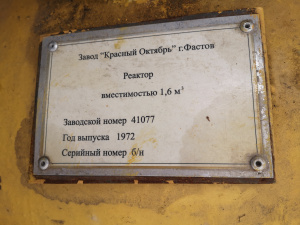 Завод "Красный Октябрь" г.Фастов
Реактор
вместимостью 1,6 м³
Заводской номер 41077
Год выпуска 1972
Серийный номер б/н